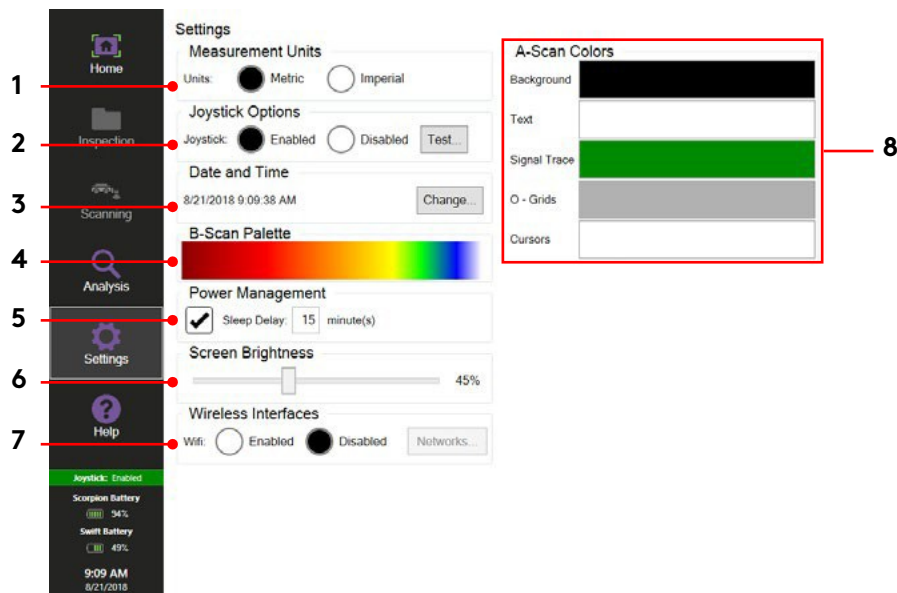 Home
Inspection
Scanning
Analysis
Settings
Help
Joystick: Enabled
Scorpion Battery
94%
Swift Battery
49%
9:09 AM
8/21/2018
Settings
1
Measurement Units
Units: Metric Imperial
2
Joystick Options
Joystick: Enabled Disabled Test...
3
Date and Time
8/21/2018 9:09:38 AM Change...
4
B-Scan Palette
5
Power Management
Sleep Delay: 15 minute(s)
6
Screen Brightness
45%
7
Wireless Interfaces
Wifi: Enabled Disabled Networks...
8
A-Scan Colors
Background
Text
Signal Trace
O - Grids
Cursors